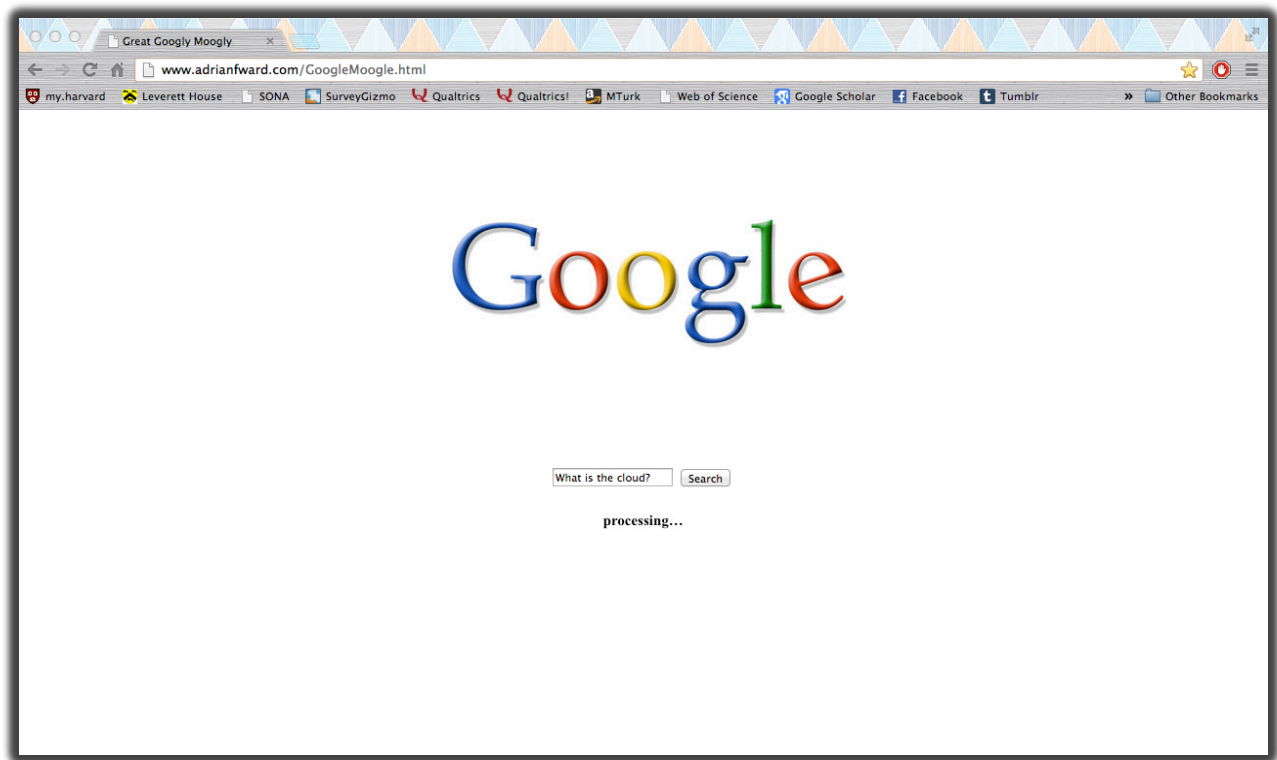 Great Googly Moogly
www.adrianfward.com/GoogleMoogle.html
my.harvard Leverett House SONA SurveyGizmo Qualtrics Qualtrics! MTurk Web of Science Google Scholar Facebook Tumblr » Other Bookmarks
Google
What is the cloud? Search
processing...